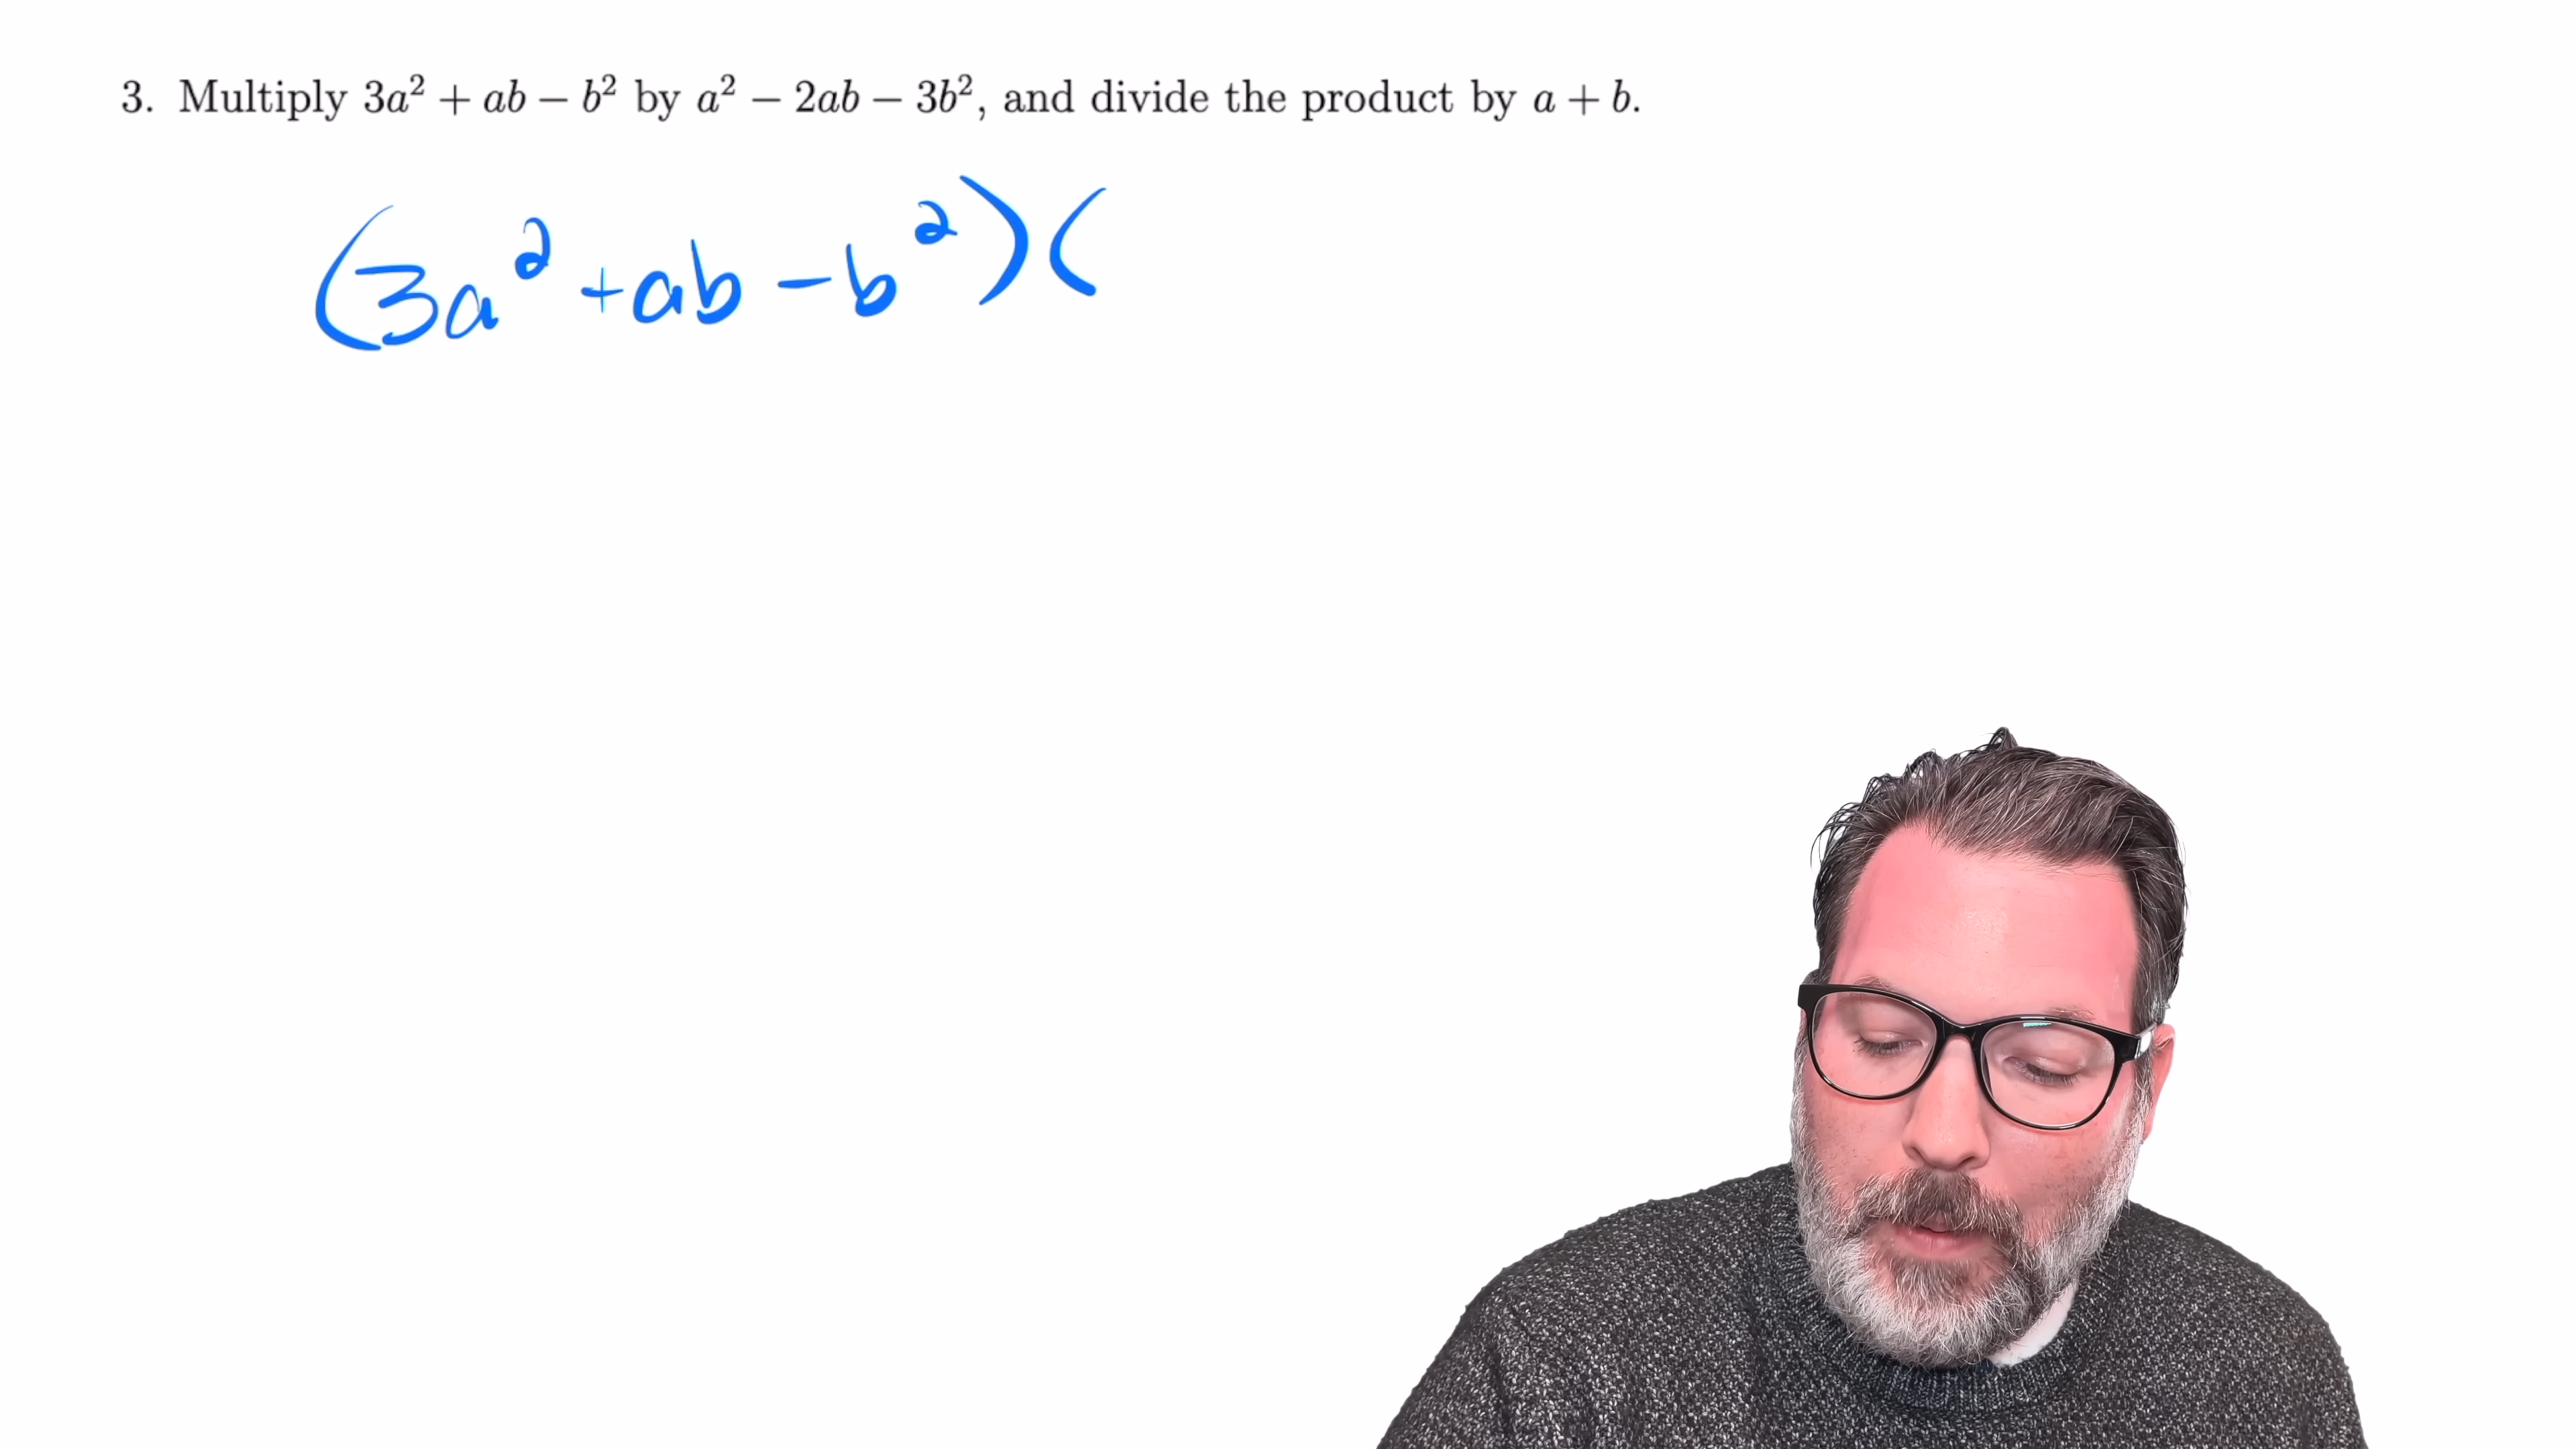 3. Multiply 3a² + ab − b² by a² − 2ab − 3b², and divide the product by a + b.
(3a² + ab − b²)(